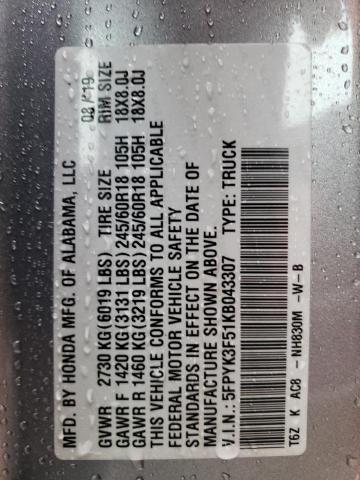 MFD. BY HONDA MFG. OF ALABAMA, LLC 08/19
GVWR 2730 KG(6019 LBS) TIRE SIZE RIM SIZE
GAWR F 1420 KG(3131 LBS)245/60R18 105H 18X8.0J
GAWR R 1460 KG(3219 LBS)245/60R18 105H 18X8.0J
THIS VEHICLE CONFORMS TO ALL APPLICABLE
FEDERAL MOTOR VEHICLE SAFETY
STANDARDS IN EFFECT ON THE DATE OF
MANUFACTURE SHOWN ABOVE.
V.I.N.: 5FPYK3F51KB043307 TYPE: TRUCK
T6Z K AC8 - NH830M -W-B